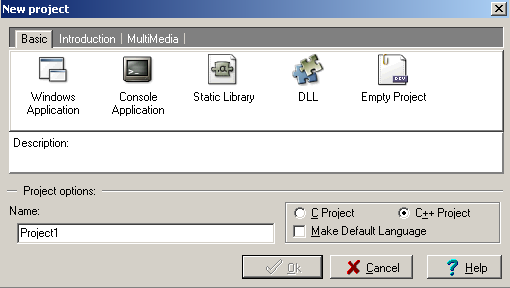 New project
Basic Introduction MultiMedia
Windows Application
Console Application
Static Library
DLL
Empty Project
DEV
Description:
Project options:
Name:
Project1
C Project C++ Project
Make Default Language
Ok Cancel Help